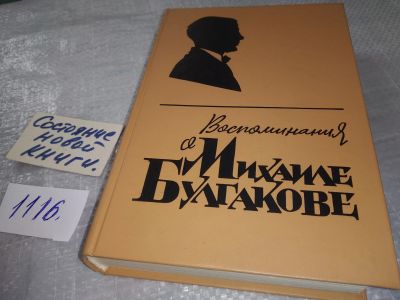 Воспоминания
о Михаиле
Булгакове
Состояние
новой
книги.
1116.